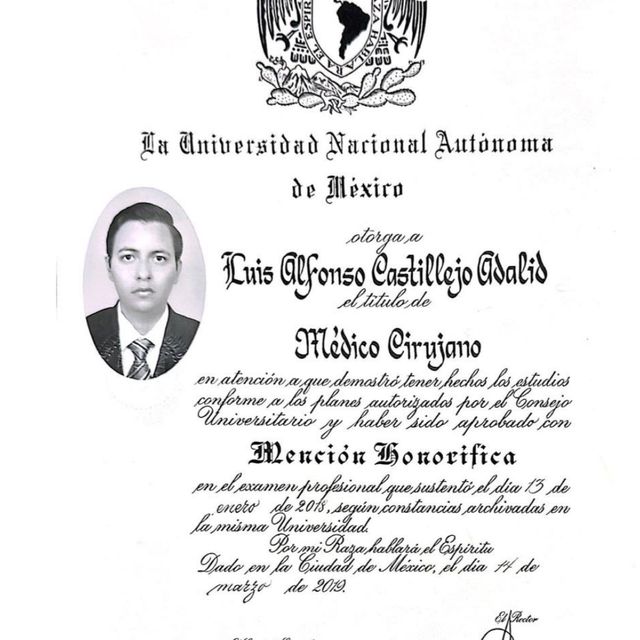 HABLARA EL ESPIRITU
La Universidad Nacional Autónoma
de México
otorga a
Luis Alfonso Castillejo Adalid
el título de
Médico Cirujano
en atención a que demostró tener hechos los estudios
conforme a los planes autorizados por el Consejo
Universitario y haber sido aprobado con
Mención Honorífica
en el examen profesional que sustentó el día 13 de
enero de 2018, según constancias archivadas en
la misma Universidad.
Por mi Raza hablará el Espíritu
Dado en la Ciudad de México, el día 14 de
marzo de 2019.
El Rector